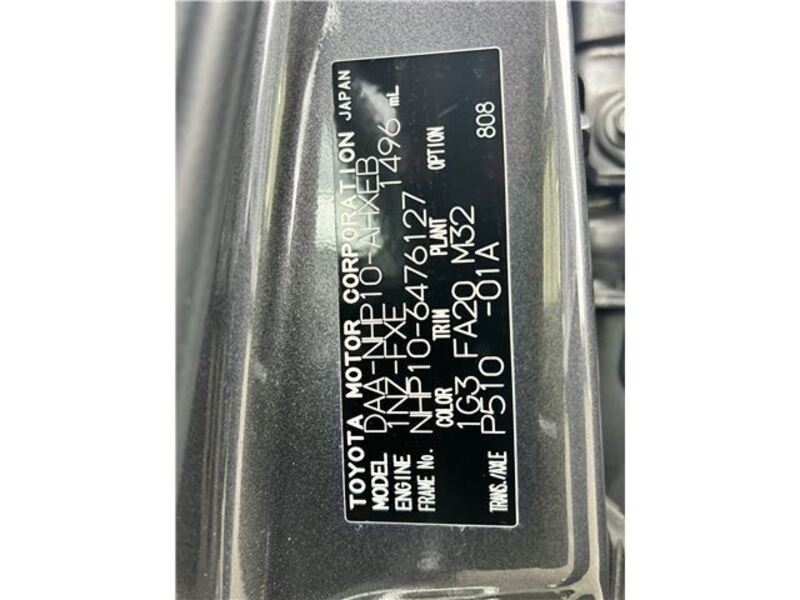 TOYOTA MOTOR CORPORATION JAPAN
MODEL DAA-NHP10-AHXEB
ENGINE 1NZ-FXE 1496 mL
FRAME No. NHP10-6476127
COLOR TRIM PLANT OPTION
1G3 FA20 M32
TRANS./AXLE P510 -01A 808